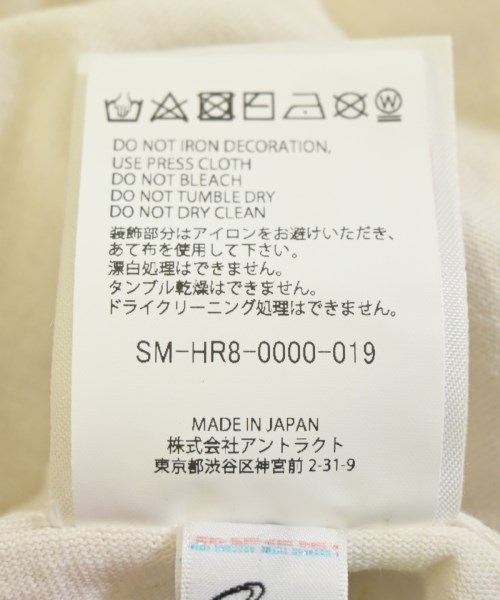 W
DO NOT IRON DECORATION,
USE PRESS CLOTH
DO NOT BLEACH
DO NOT TUMBLE DRY
DO NOT DRY CLEAN
装飾部分はアイロンをお避けいただき、
あて布を使用して下さい。
漂白処理はできません。
タンブル乾燥はできません。
ドライクリーニング処理はできません。
SM-HR8-0000-019
MADE IN JAPAN
株式会社アントラクト
東京都渋谷区神宮前 2-31-9